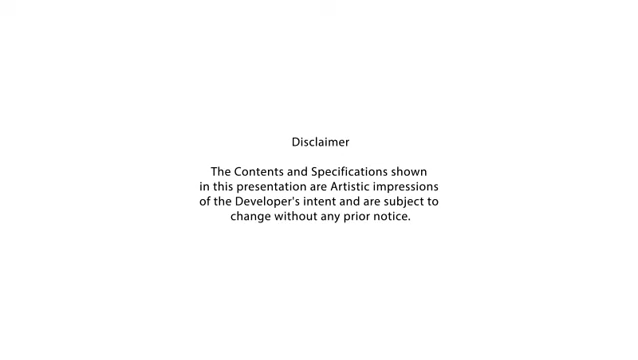 Disclaimer
The Contents and Specifications shown
in this presentation are Artistic impressions
of the Developer's intent and are subject to
change without any prior notice.